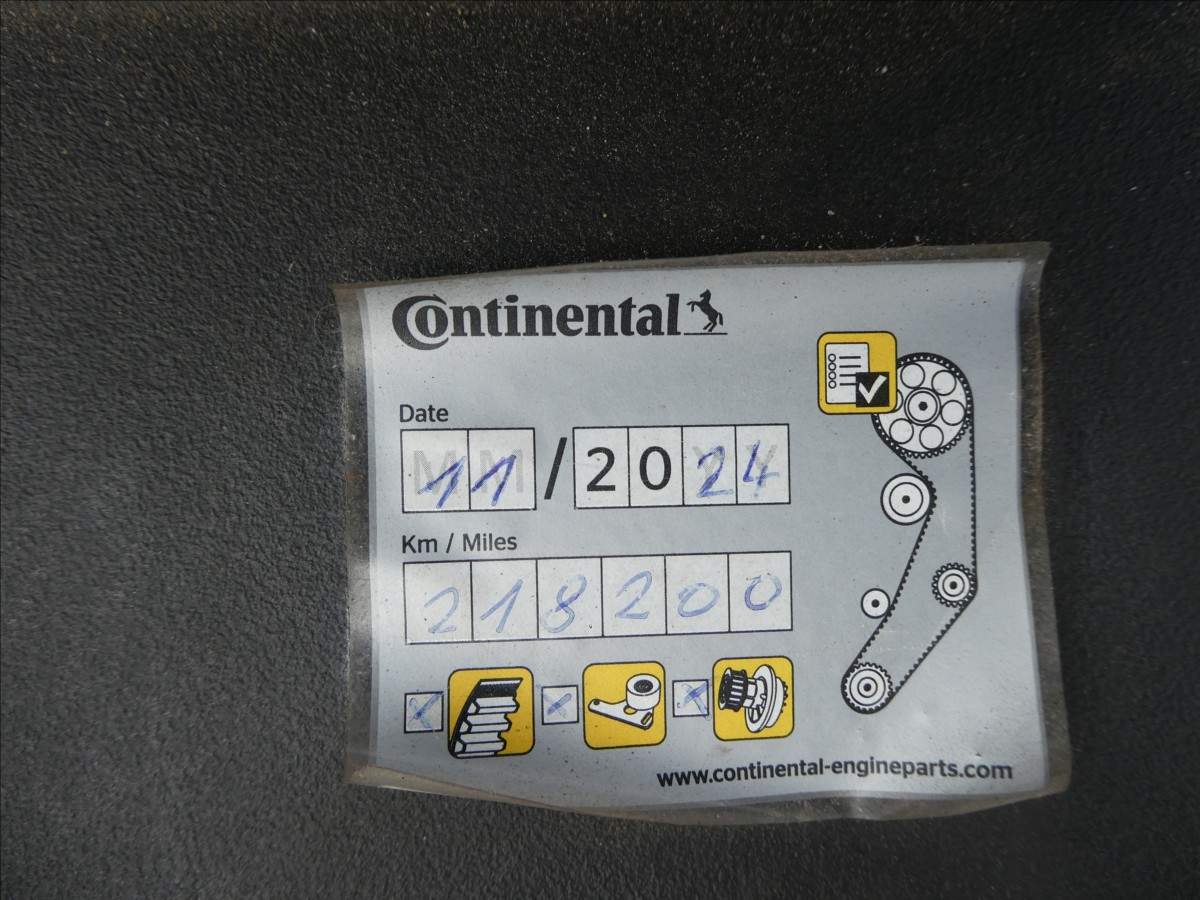 Continental
Date
11/2024
Km / Miles
218200
www.continental-engineparts.com